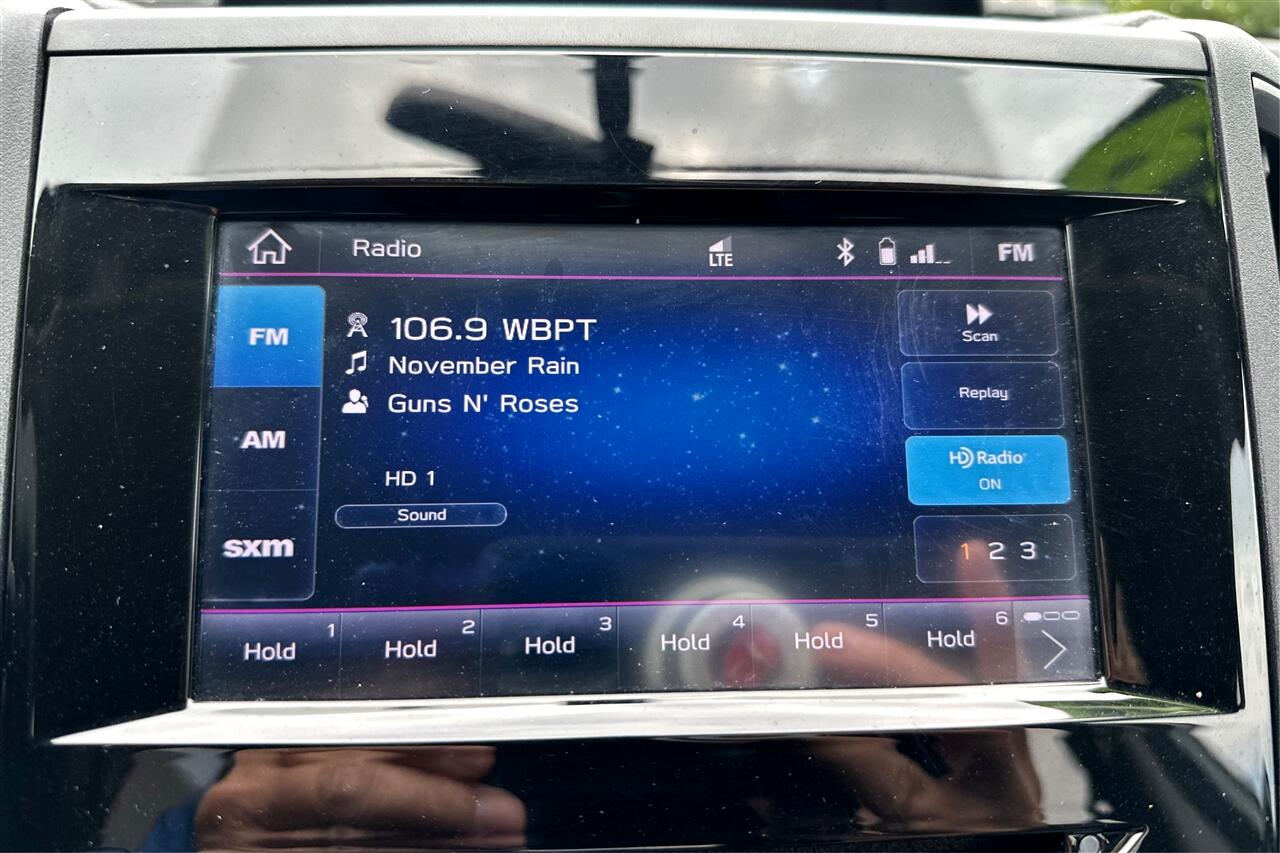 Radio
LTE
FM
FM
AM
sxm
106.9 WBPT
November Rain
Guns N' Roses
HD 1
Sound
Scan
Replay
HD Radio
ON
1 2 3
Hold 1
Hold 2
Hold 3
Hold 4
Hold 5
Hold 6